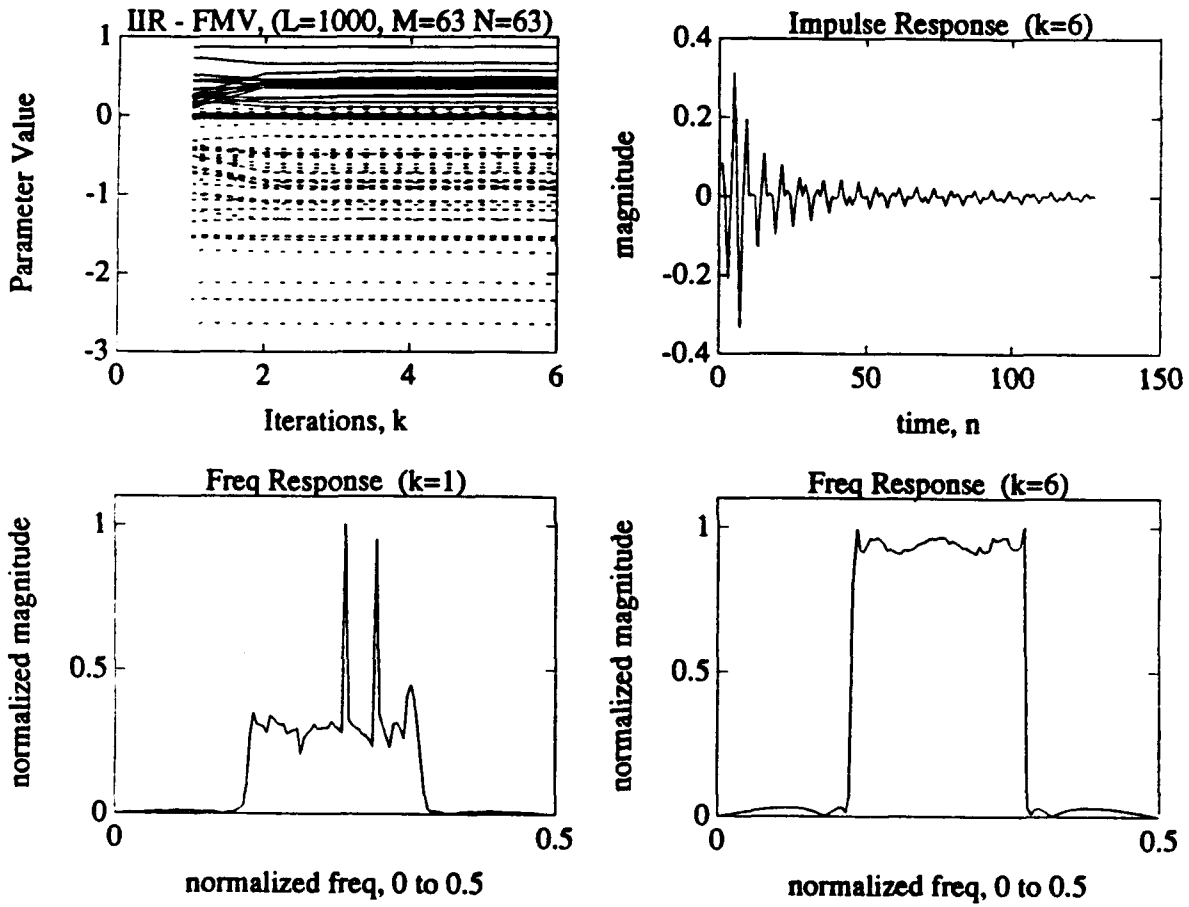 IIR - FMV, (L=1000, M=63 N=63)
1
0
-1
-2
-3
Parameter Value
0
2
4
6
Iterations, k
Impulse Response (k=6)
0.4
0.2
0
-0.2
-0.4
magnitude
0
50
100
150
time, n
Freq Response (k=1)
1
0.5
0
normalized magnitude
0
0.5
normalized freq, 0 to 0.5
Freq Response (k=6)
1
0.5
0
normalized magnitude
0
0.5
normalized freq, 0 to 0.5